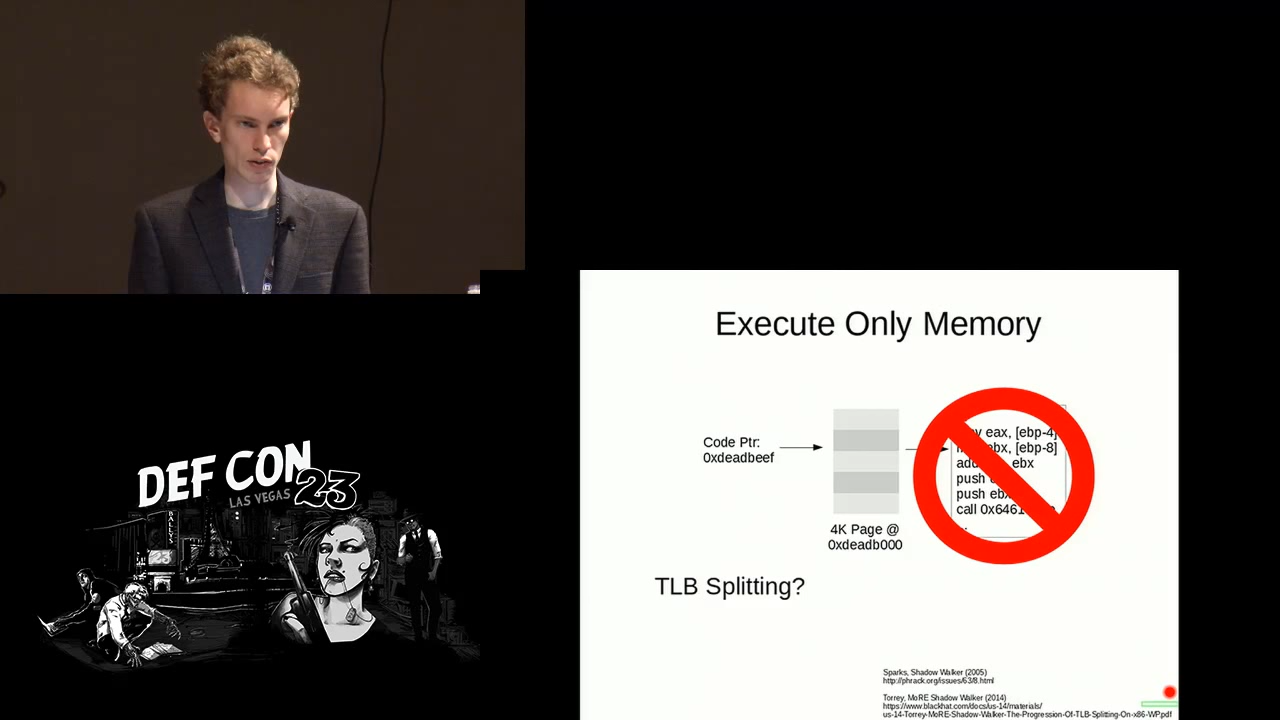 Execute Only Memory
Code Ptr:
0xdeadbeef
4K Page @
0xdeadb000
eax, [ebp-4]
ebx, [ebp-8]
ebx
push
push ebx
call
TLB Splitting?
Sparks, Shadow Walker (2005)
http://phrack.org/issues/63/8.html
Torrey, MoRE Shadow Walker (2014)
https://www.blackhat.com/docs/us-14/materials/
us-14-Torrey-MoRE-Shadow-Walker-The-Progression-Of-TLB-Splitting-On-x86-WP.pdf
DEF CON
LAS VEGAS 23
BALLYS
23